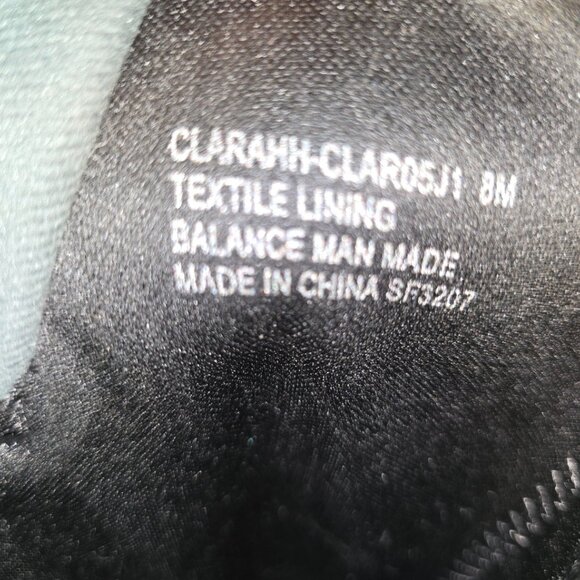 CLARAHH-CLAR05J1 8M
TEXTILE LINING
BALANCE MAN MADE
MADE IN CHINA SF3207